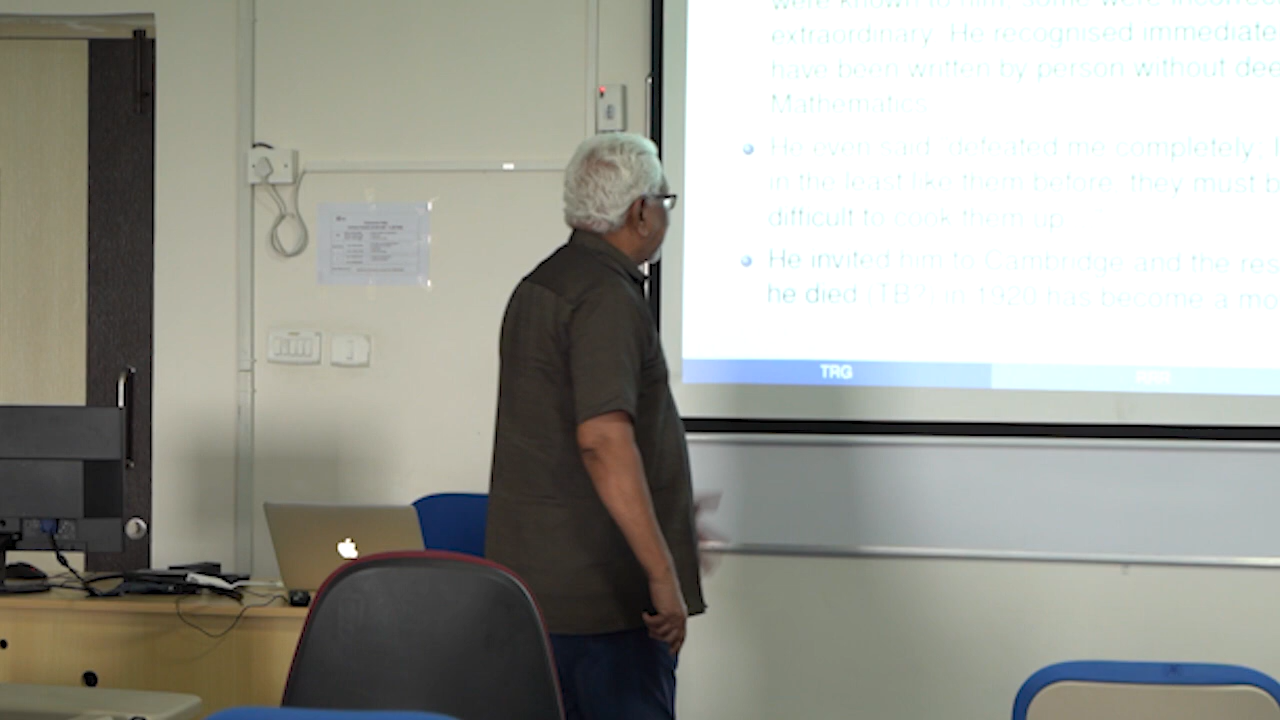 were known to him, some were incorrec
extraordinary. He recognised immediate
have been written by person without dee
Mathematics.
He even said, defeated me completely, I
in the least like them before, they must b
difficult to cook them up
He invited him to Cambridge and the res
he died (TB?) in 1920 has become a mo
TRG